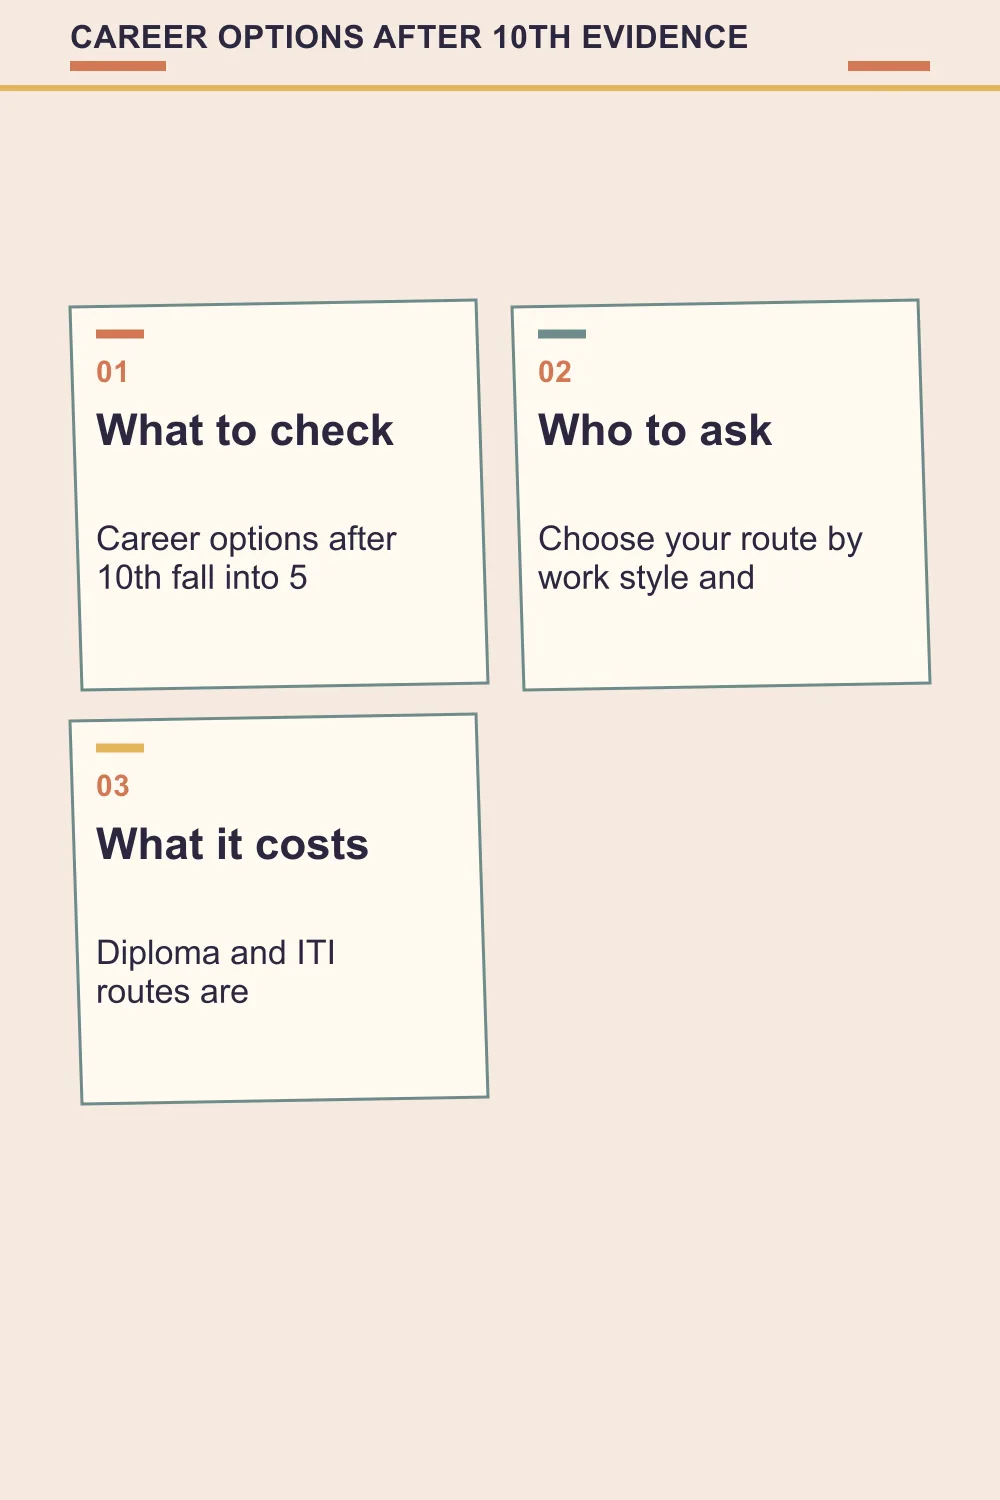 CAREER OPTIONS AFTER 10TH EVIDENCE
01
What to check
Career options after
10th fall into 5
02
Who to ask
Choose your route by
work style and
03
What it costs
Diploma and ITI
routes are